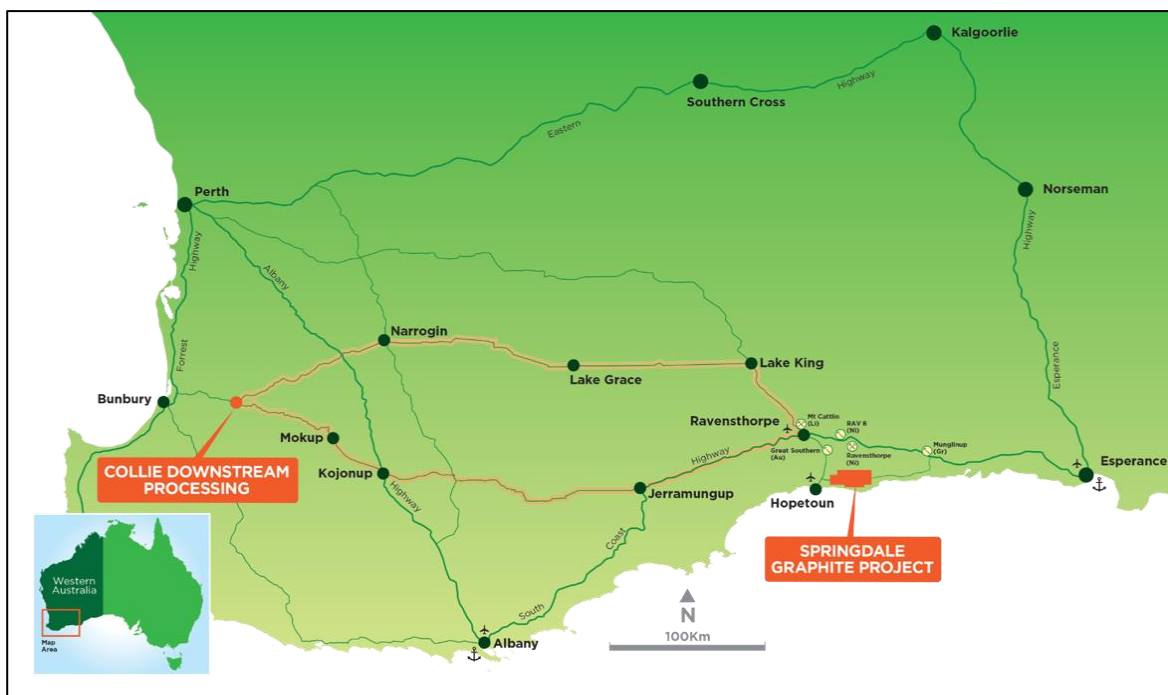 Kalgoorlie
Highway
Southern Cross
Eastern
Perth
Norseman
Highway
Highway
Albany
Narrogin
Forrest
Lake Grace
Lake King
Esperance
Bunbury
Mt Cattlin
(Li)
Ravensthorpe
RAV 8
(Ni)
Mokup
Great Southern
(Au)
Ravensthorpe
(Ni)
Munglinup
(Gr)
Highway
COLLIE DOWNSTREAM
PROCESSING
Kojonup
Esperance
Highway
Jerramungup
Hopetoun
SPRINGDALE
GRAPHITE PROJECT
Coast
South
Western
Australia
Map
Area
N
100Km
Albany